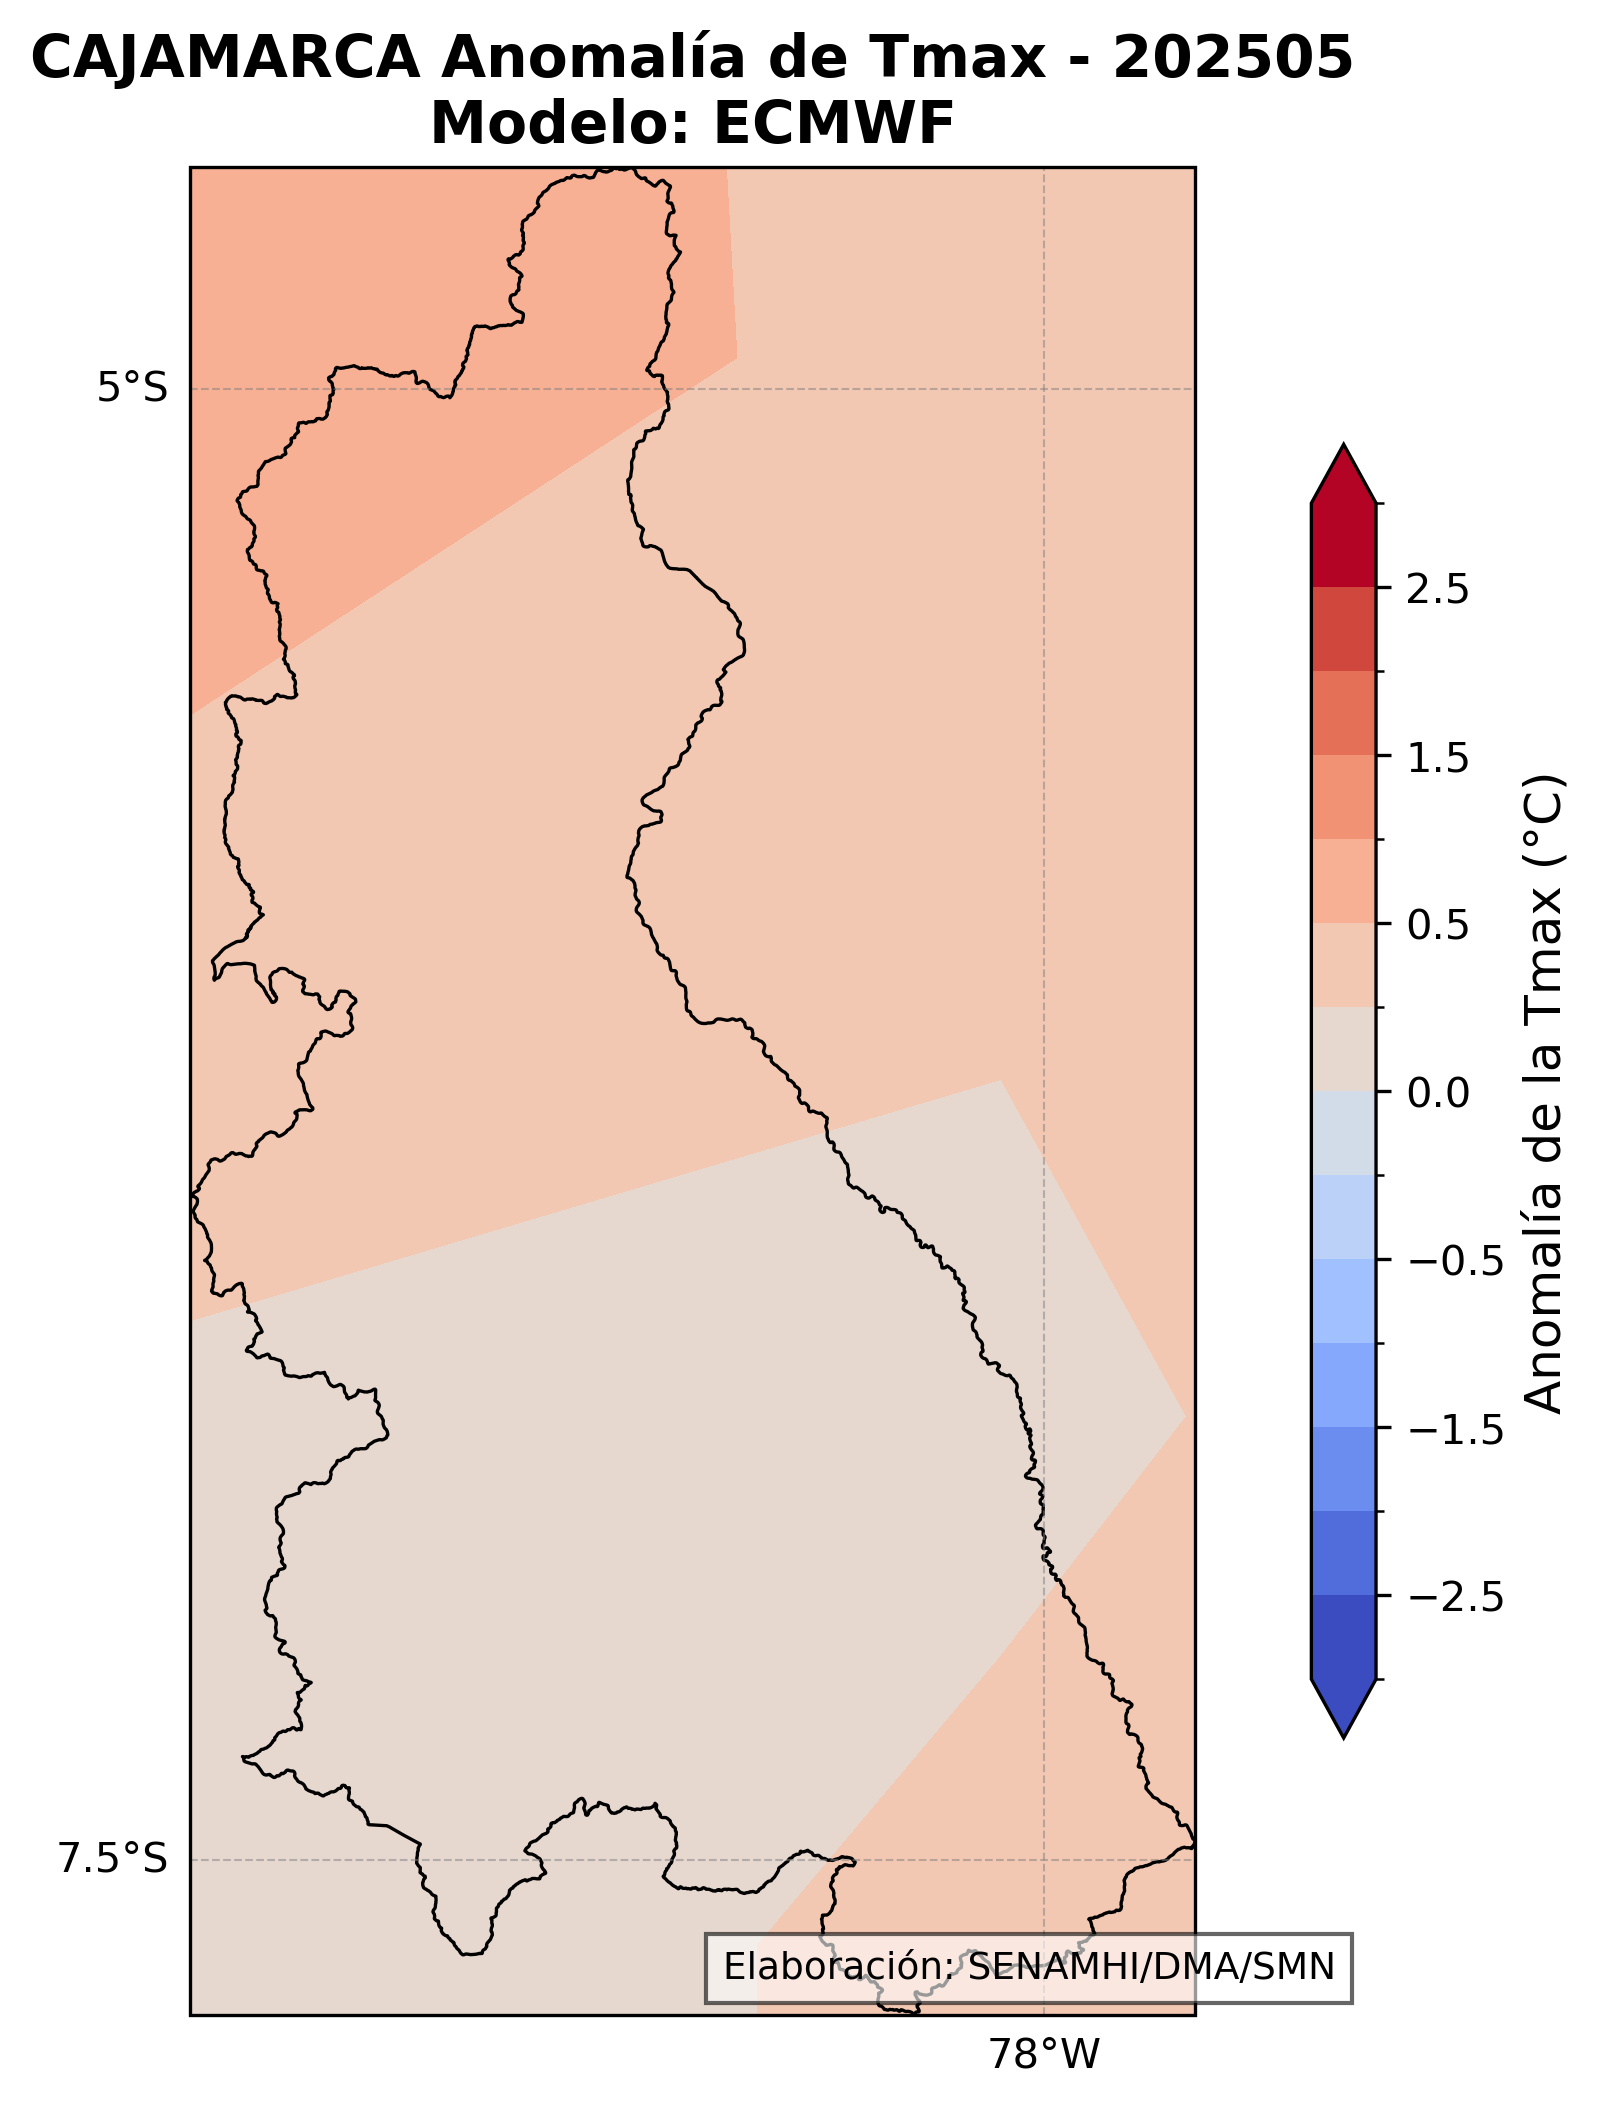 CAJAMARCA Anomalía de Tmax - 202505
Modelo: ECMWF
5°S
7.5°S
78°W
2.5
1.5
0.5
0.0
−0.5
−1.5
−2.5
Anomalía de la Tmax (°C)
Elaboración: SENAMHI/DMA/SMN